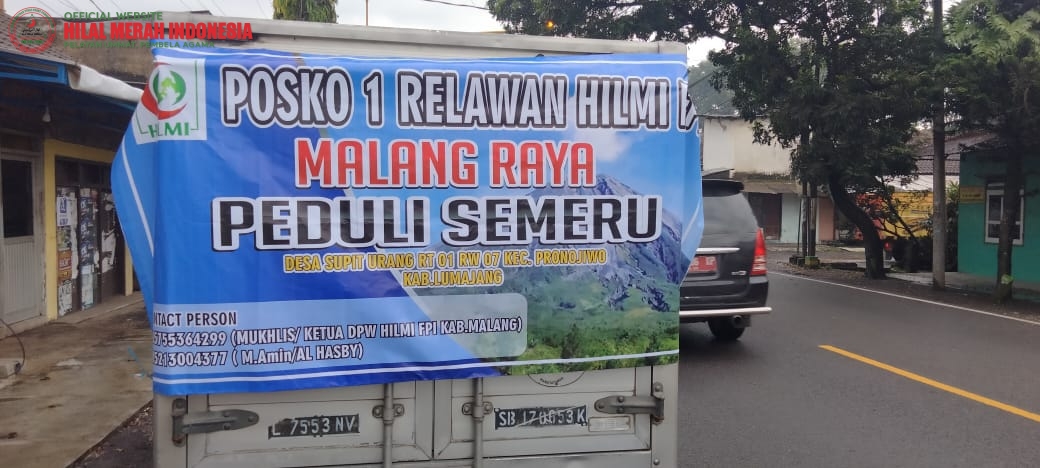 OFFICIAL WEBSITE
HILAL MERAH INDONESIA
HILMI
POSKO 1 RELAWAN HILMI
MALANG RAYA
PEDULI SEMERU
DESA SUPIT URANG RT 01 RW 07 KEC. PRONOJIWO
KAB.LUMAJANG
NTACT PERSON
5755364299 (MUKHLIS/ KETUA DPW HILMI FPI KAB.MALANG)
5213004377 ( M.Amin/AL HASBY)
L 7553 NV